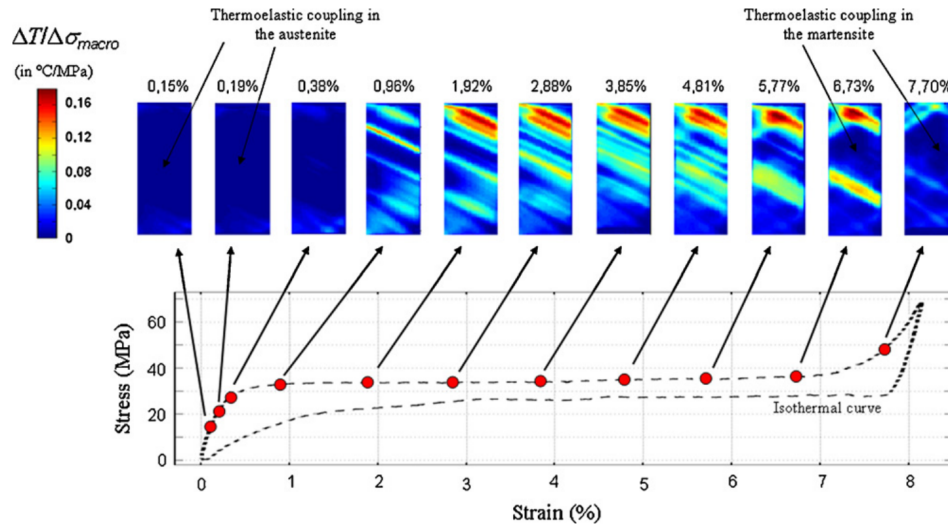 Thermoelastic coupling in
the austenite
Thermoelastic coupling in
the martensite
ΔT/Δσmacro
(in °C/MPa)
0,15% 0,19% 0,38% 0,96% 1,92% 2,88% 3,85% 4,81% 5,77% 6,73% 7,70%
0.16
0.12
0.08
0.04
0
Stress (MPa)
60
40
20
0
Isothermal curve
0 1 2 3 4 5 6 7 8
Strain (%)